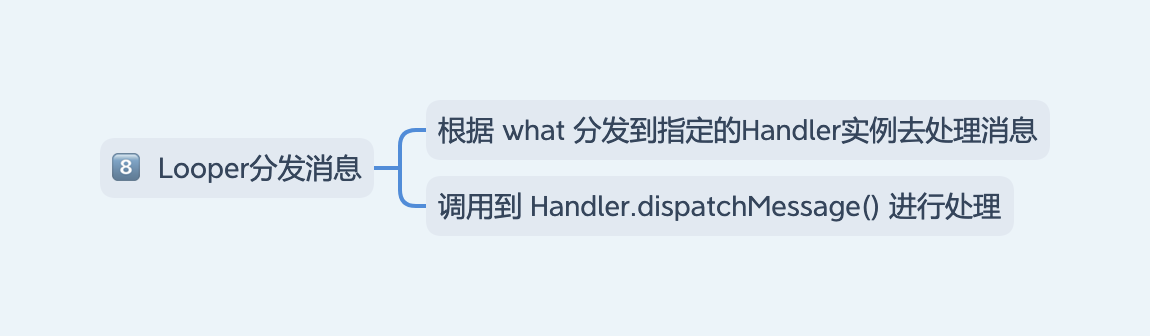 8 Looper分发消息
根据 what 分发到指定的Handler实例去处理消息
调用到 Handler.dispatchMessage() 进行处理